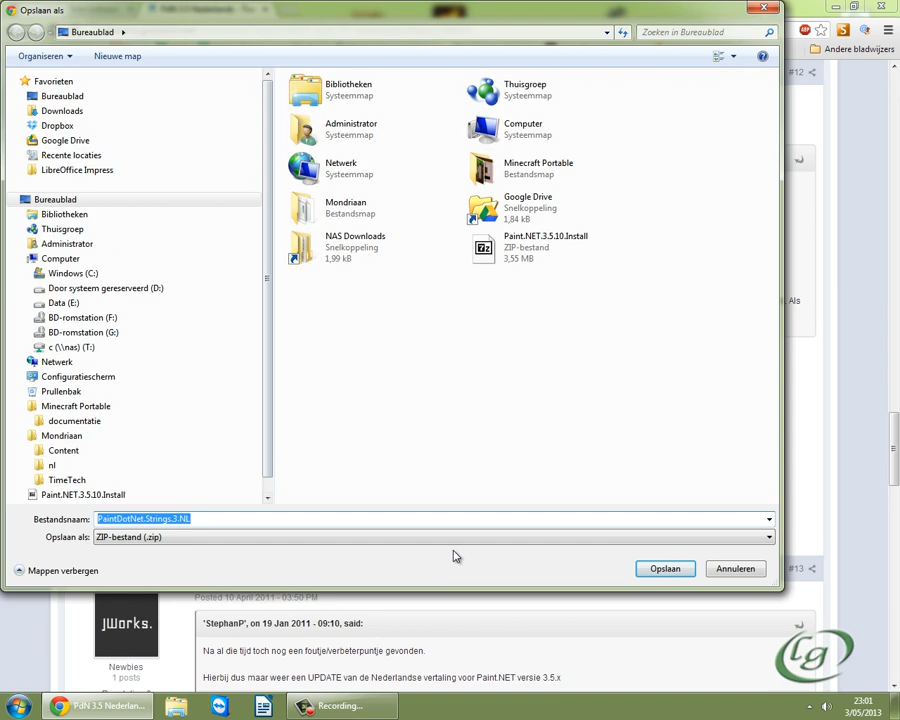 Opslaan als
Bureaublad
Zoeken in Bureaublad
Andere bladwijzers
Organiseren
Nieuwe map
#12
Favorieten
Bureaublad
Downloads
Dropbox
Google Drive
Recente locaties
LibreOffice Impress
Bureaublad
Bibliotheken
Thuisgroep
Administrator
Computer
Windows (C:)
Door systeem gereserveerd (D:)
Data (E:)
BD-romstation (F:)
BD-romstation (G:)
c (\\nas) (T:)
Netwerk
Configuratiescherm
Prullenbak
Minecraft Portable
documentatie
Mondriaan
Content
nl
TimeTech
Paint.NET.3.5.10.Install
Bibliotheken
Systeemmap
Thuisgroep
Systeemmap
Administrator
Systeemmap
Computer
Systeemmap
Netwerk
Systeemmap
Minecraft Portable
Bestandsmap
Mondriaan
Bestandsmap
Google Drive
Snelkoppeling
1,84 kB
NAS Downloads
Snelkoppeling
1,99 kB
7z
Paint.NET.3.5.10.Install
ZIP-bestand
3,55 MB
Als
Bestandsnaam:
PaintDotNet.Strings.3.NL
Opslaan als:
ZIP-bestand (.zip)
Mappen verbergen
Opslaan
Annuleren
#13
Posted 10 April 2011 - 03:50 PM
jWorks.
Newbies
1 posts
'StephanP', on 19 Jan 2011 - 09:10, said:
Na al die tijd toch nog een foutje/verbeterpuntje gevonden.
Hierbij dus maar weer een UPDATE van de Nederlandse vertaling voor Paint.NET versie 3.5.x
Lg
PdN 3.5 Nederlan...
Recording...
23:01
3/05/2013